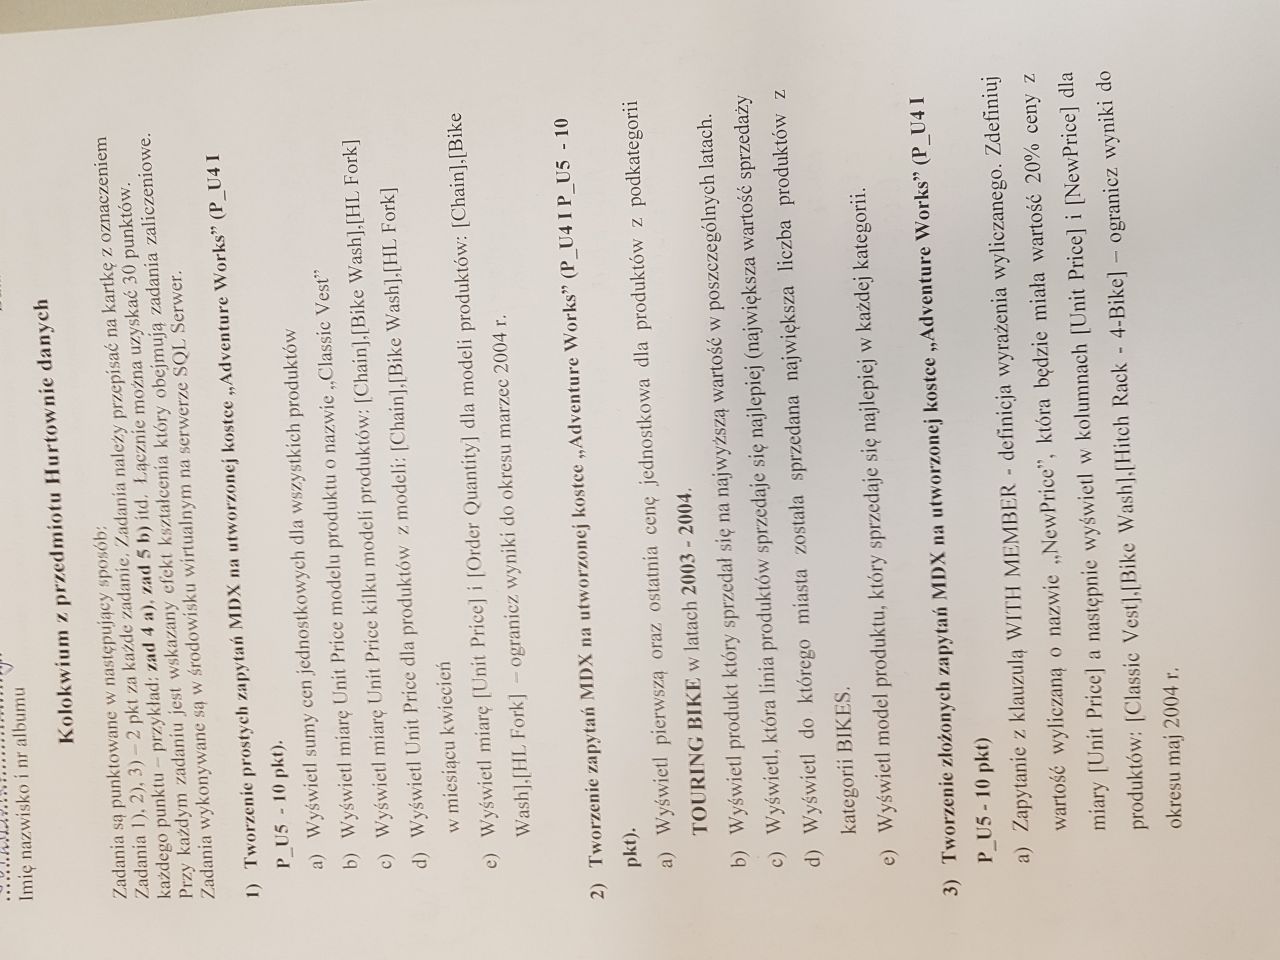 Imię nazwisko i nr albumu
Kolokwium z przedmiotu Hurtownie danych
Zadania są punktowane w następujący sposób:
Zadania 1), 2), 3) – 2 pkt za każde zadanie. Zadania należy przepisać na kartkę z oznaczeniem
każdego punktu – przykład: zad 4 a), zad 5 b) itd. Łącznie można uzyskać 30 punktów.
Przy każdym zadaniu jest wskazany efekt kształcenia który obejmują zadania zaliczeniowe.
Zadania wykonywane są w środowisku wirtualnym na serwerze SQL Serwer.
1) Tworzenie prostych zapytań MDX na utworzonej kostce „Adventure Works” (P_U4 I
P_U5 - 10 pkt).
a) Wyświetl sumy cen jednostkowych dla wszystkich produktów
b) Wyświetl miarę Unit Price modelu produktu o nazwie „Classic Vest”
c) Wyświetl miarę Unit Price kilku modeli produktów: [Chain],[Bike Wash],[HL Fork]
d) Wyświetl Unit Price dla produktów z modeli: [Chain],[Bike Wash],[HL Fork]
w miesiącu kwiecień
e) Wyświetl miarę [Unit Price] i [Order Quantity] dla modeli produktów: [Chain],[Bike
Wash],[HL Fork] – ogranicz wyniki do okresu marzec 2004 r.
2) Tworzenie zapytań MDX na utworzonej kostce „Adventure Works” (P_U4 I P_U5 - 10
pkt).
a) Wyświetl pierwszą oraz ostatnia cenę jednostkowa dla produktów z podkategorii
TOURING BIKE w latach 2003 - 2004.
b) Wyświetl produkt który sprzedał się na najwyższą wartość w poszczególnych latach.
c) Wyświetl, która linia produktów sprzedaje się najlepiej (największa wartość sprzedaży
d) Wyświetl do którego miasta została sprzedana największa liczba produktów z
kategorii BIKES.
e) Wyświetl model produktu, który sprzedaje się najlepiej w każdej kategorii.
3) Tworzenie złożonych zapytań MDX na utworzonej kostce „Adventure Works” (P_U4 I
P_U5 - 10 pkt)
a) Zapytanie z klauzulą WITH MEMBER - definicja wyrażenia wyliczanego. Zdefiniuj
wartość wyliczaną o nazwie „NewPrice”, która będzie miała wartość 20% ceny z
miary [Unit Price] a następnie wyświetl w kolumnach [Unit Price] i [NewPrice] dla
produktów: [Classic Vest],[Bike Wash],[Hitch Rack - 4-Bike] – ogranicz wyniki do
okresu maj 2004 r.